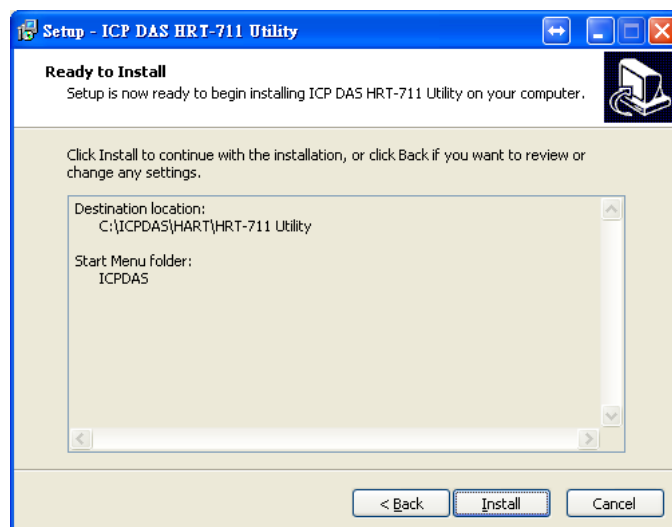 Setup - ICP DAS HRT-711 Utility
Ready to Install
Setup is now ready to begin installing ICP DAS HRT-711 Utility on your computer.
Click Install to continue with the installation, or click Back if you want to review or
change any settings.
Destination location:
C:\ICPDAS\HART\HRT-711 Utility
Start Menu folder:
ICPDAS
< Back
Install
Cancel